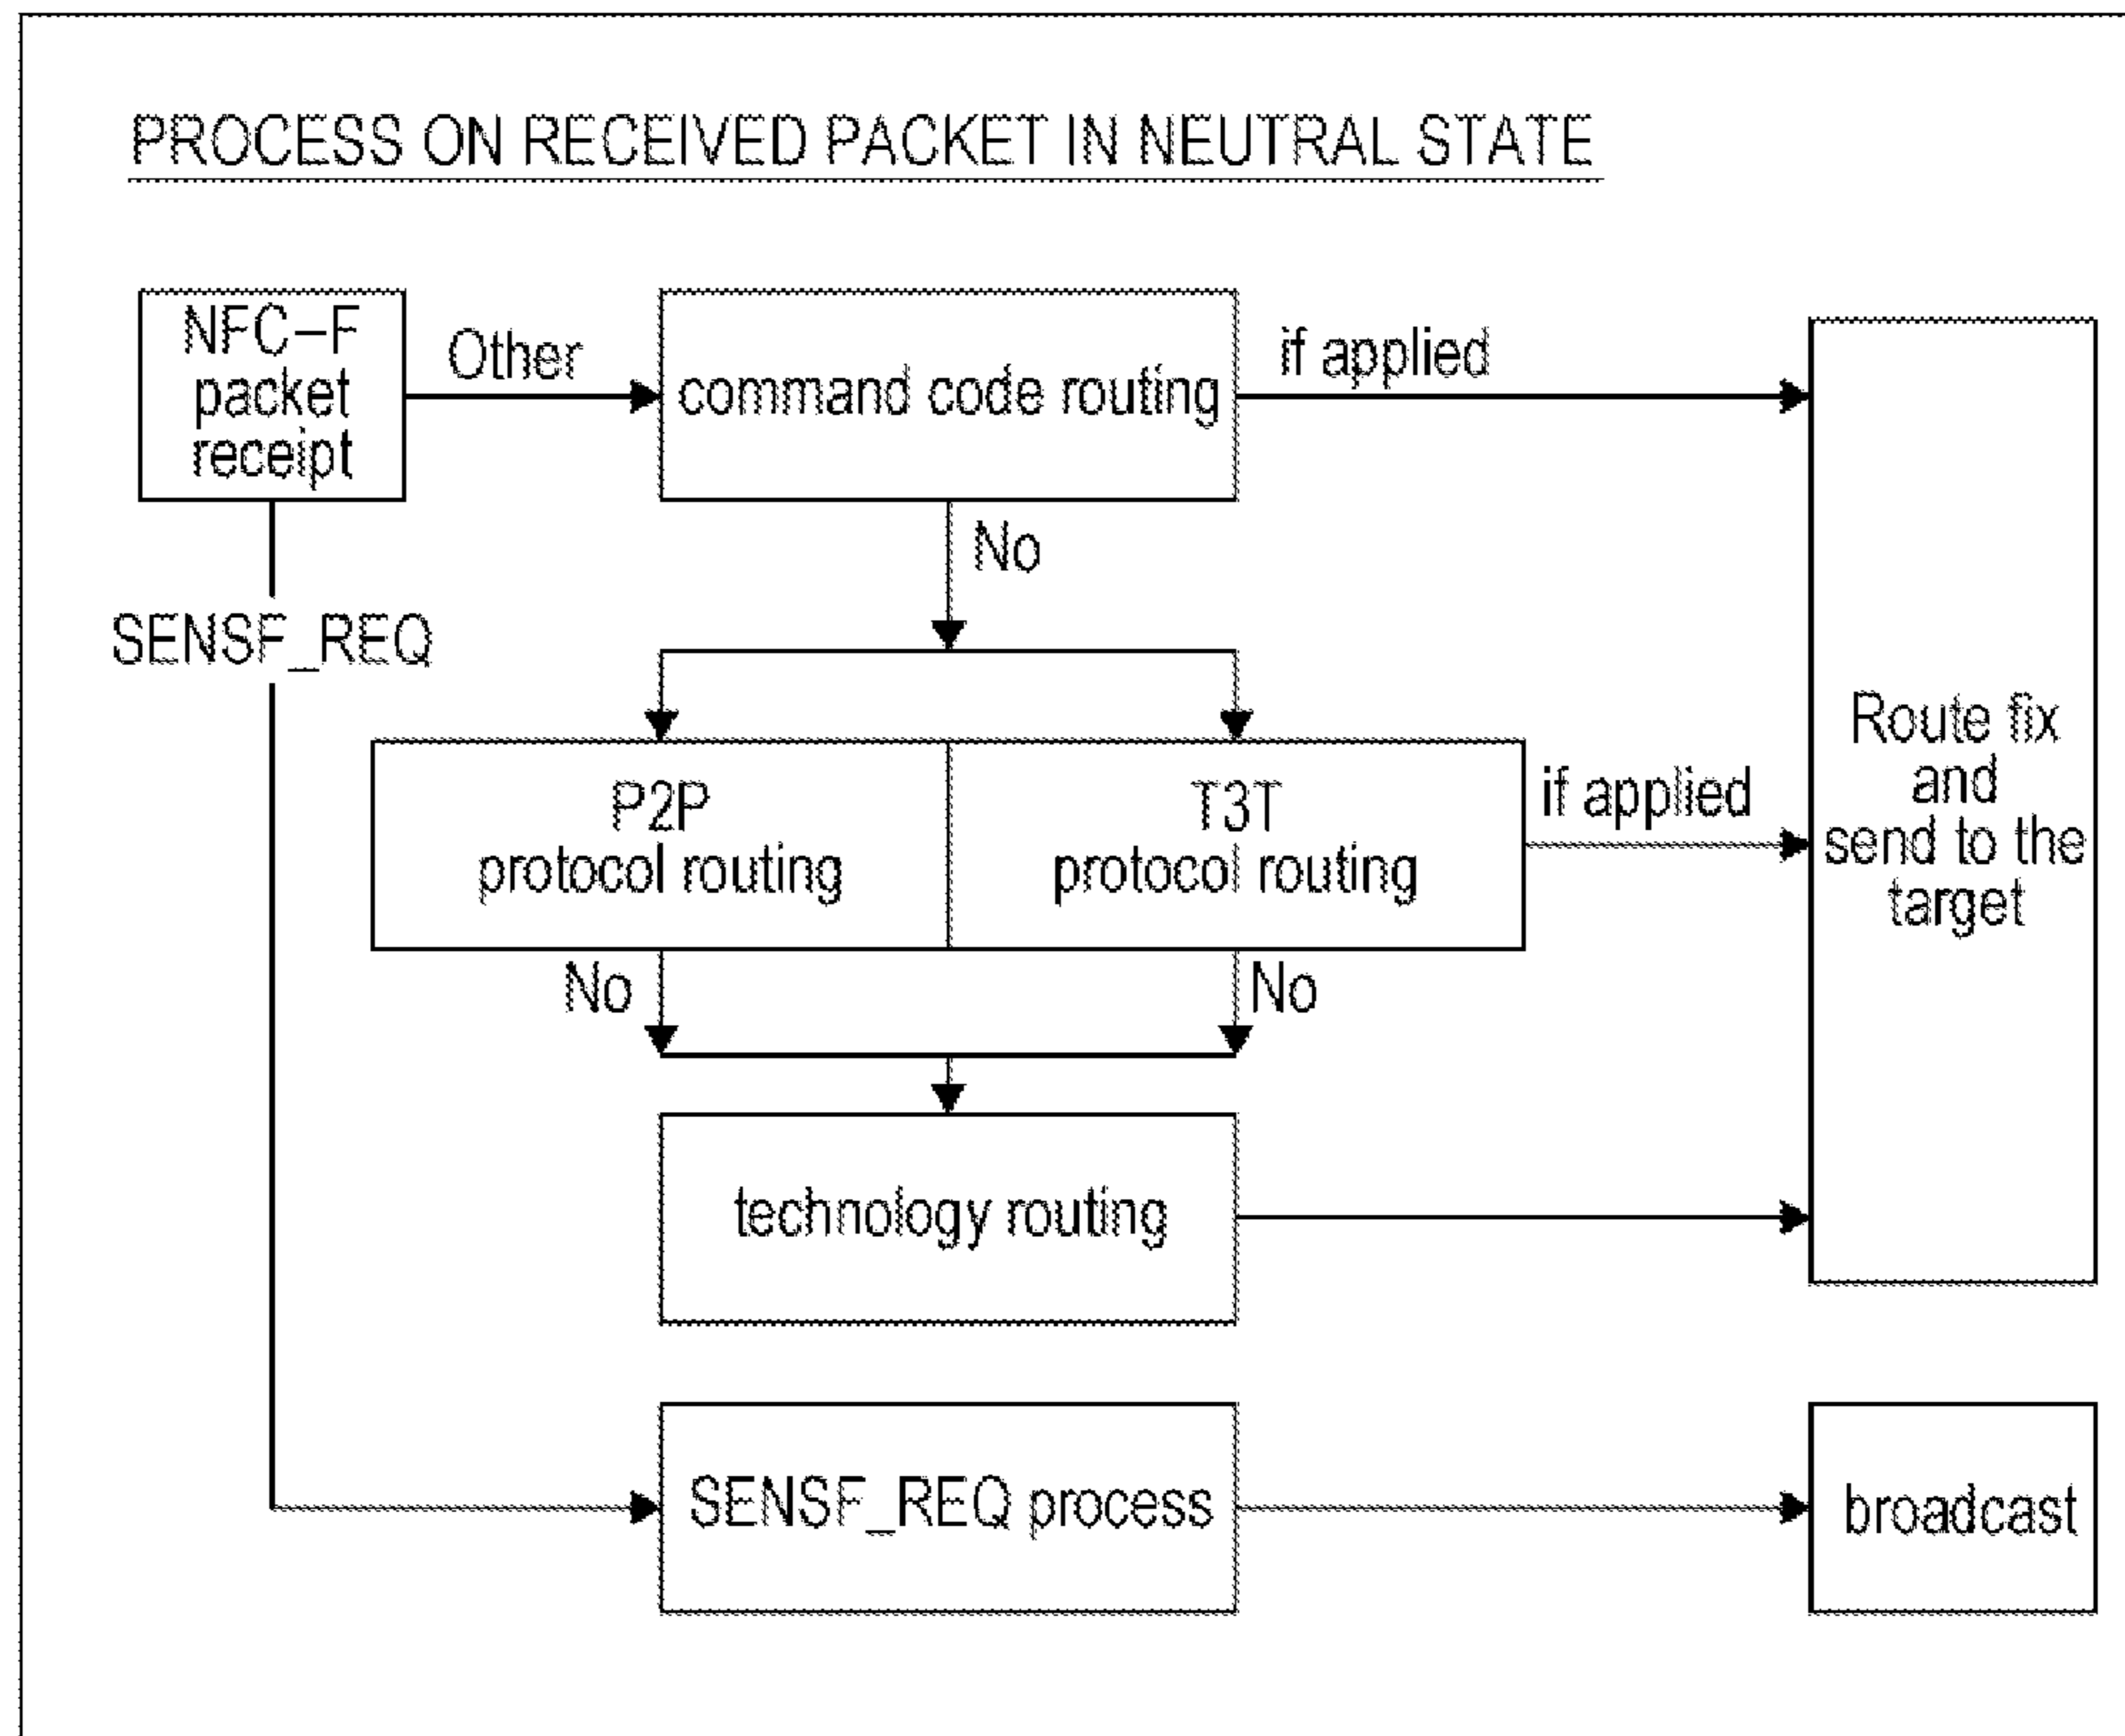 PROCESS ON RECEIVED PACKET IN NEUTRAL STATE
NFC-F
packet
receipt
Other
command code routing
if applied
No
SENSF_REQ
P2P
protocol routing
T3T
protocol routing
if applied
Route fix
and
send to the
target
No
No
technology routing
SENSF_REQ process
broadcast